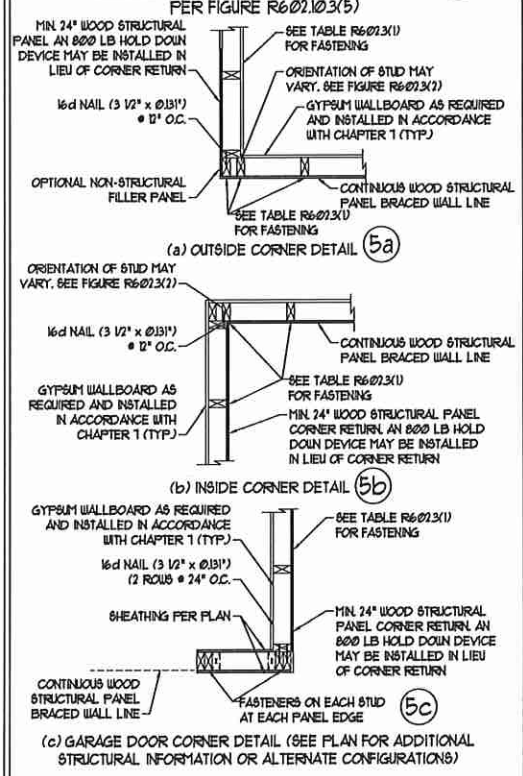 PER FIGURE R602.10.3(5)
MIN. 24" WOOD STRUCTURAL
PANEL AN 800 LB HOLD DOWN
DEVICE MAY BE INSTALLED IN
LIEU OF CORNER RETURN
SEE TABLE R602.3(1)
FOR FASTENING
ORIENTATION OF STUD MAY
VARY. SEE FIGURE R602.3(2)
16d NAIL (3 1/2" x 0.131")
@ 12" O.C.
GYPSUM WALLBOARD AS REQUIRED
AND INSTALLED IN ACCORDANCE
WITH CHAPTER 7 (TYP.)
OPTIONAL NON-STRUCTURAL
FILLER PANEL
CONTINUOUS WOOD STRUCTURAL
PANEL BRACED WALL LINE
SEE TABLE R602.3(1)
FOR FASTENING
(a) OUTSIDE CORNER DETAIL 5a
ORIENTATION OF STUD MAY
VARY. SEE FIGURE R602.3(2)
16d NAIL (3 1/2" x 0.131")
@ 12" O.C.
CONTINUOUS WOOD STRUCTURAL
PANEL BRACED WALL LINE
GYPSUM WALLBOARD AS
REQUIRED AND INSTALLED
IN ACCORDANCE WITH
CHAPTER 7 (TYP.)
SEE TABLE R602.3(1)
FOR FASTENING
MIN. 24" WOOD STRUCTURAL PANEL
CORNER RETURN. AN 800 LB HOLD
DOWN DEVICE MAY BE INSTALLED
IN LIEU OF CORNER RETURN
(b) INSIDE CORNER DETAIL 5b
GYPSUM WALLBOARD AS REQUIRED
AND INSTALLED IN ACCORDANCE
WITH CHAPTER 7 (TYP.)
SEE TABLE R602.3(1)
FOR FASTENING
16d NAIL (3 1/2" x 0.131")
(2 ROWS @ 24" O.C.
SHEATHING PER PLAN
MIN. 24" WOOD STRUCTURAL
PANEL CORNER RETURN. AN
800 LB HOLD DOWN DEVICE
MAY BE INSTALLED IN LIEU
OF CORNER RETURN
CONTINUOUS WOOD
STRUCTURAL PANEL
BRACED WALL LINE
FASTENERS ON EACH STUD
AT EACH PANEL EDGE
5c
(c) GARAGE DOOR CORNER DETAIL (SEE PLAN FOR ADDITIONAL
STRUCTURAL INFORMATION OR ALTERNATE CONFIGURATIONS)